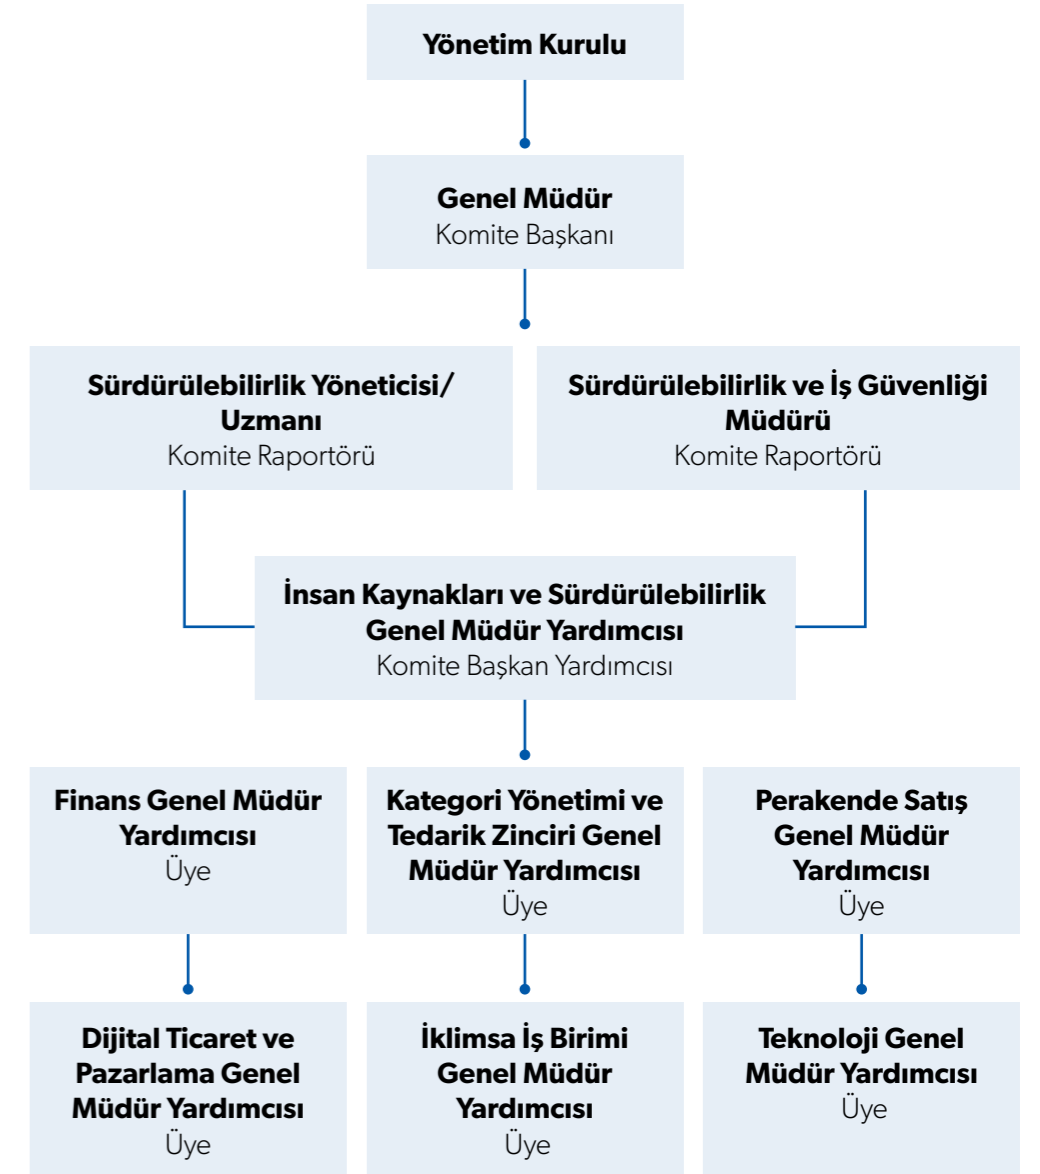 Yönetim Kurulu
Genel Müdür
Komite Başkanı
Sürdürülebilirlik Yöneticisi/
Uzmanı
Komite Raportörü
Sürdürülebilirlik ve İş Güvenliği
Müdürü
Komite Raportörü
İnsan Kaynakları ve Sürdürülebilirlik
Genel Müdür Yardımcısı
Komite Başkan Yardımcısı
Finans Genel Müdür
Yardımcısı
Üye
Kategori Yönetimi ve
Tedarik Zinciri Genel
Müdür Yardımcısı
Üye
Perakende Satış
Genel Müdür
Yardımcısı
Üye
Dijital Ticaret ve
Pazarlama Genel
Müdür Yardımcısı
Üye
İklimsa İş Birimi
Genel Müdür
Yardımcısı
Üye
Teknoloji Genel
Müdür Yardımcısı
Üye